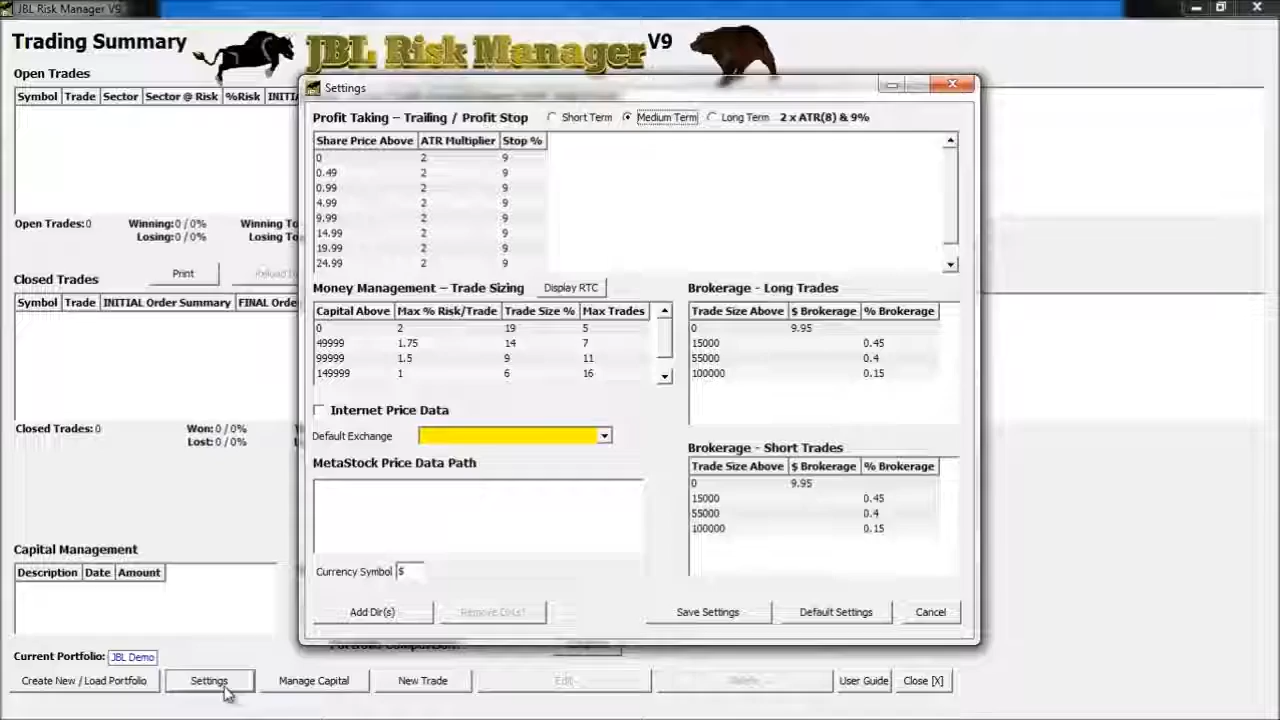 JBL Risk Manager V9
Trading Summary
JBL Risk Manager V9
Open Trades
Symbol Trade Sector Sector @ Risk %Risk INITI
Open Trades:0 Winning:0 / 0% Winning To
Losing:0 / 0% Losing To
Closed Trades Print Reload
Symbol Trade INITIAL Order Summary FINAL Orde
Closed Trades:0 Won:0 / 0%
Lost:0 / 0%
Capital Management
Description Date Amount
Current Portfolio: JBL Demo
Create New / Load Portfolio Settings Manage Capital New Trade Edit User Guide Close [X]
Settings
Profit Taking – Trailing / Profit Stop Short Term Medium Term Long Term 2 x ATR(8) & 9%
Share Price Above ATR Multiplier Stop %
0 2 9
0.49 2 9
0.99 2 9
4.99 2 9
9.99 2 9
14.99 2 9
19.99 2 9
24.99 2 9
Money Management – Trade Sizing Display RTC
Capital Above Max % Risk/Trade Trade Size % Max Trades
0 2 19 5
49999 1.75 14 7
99999 1.5 9 11
149999 1 6 16
Internet Price Data
Default Exchange
MetaStock Price Data Path
Currency Symbol $
Add Dir(s) Remove Dir(s)
Brokerage - Long Trades
Trade Size Above $ Brokerage % Brokerage
0 9.95
15000 0.45
55000 0.4
100000 0.15
Brokerage - Short Trades
Trade Size Above $ Brokerage % Brokerage
0 9.95
15000 0.45
55000 0.4
100000 0.15
Save Settings Default Settings Cancel